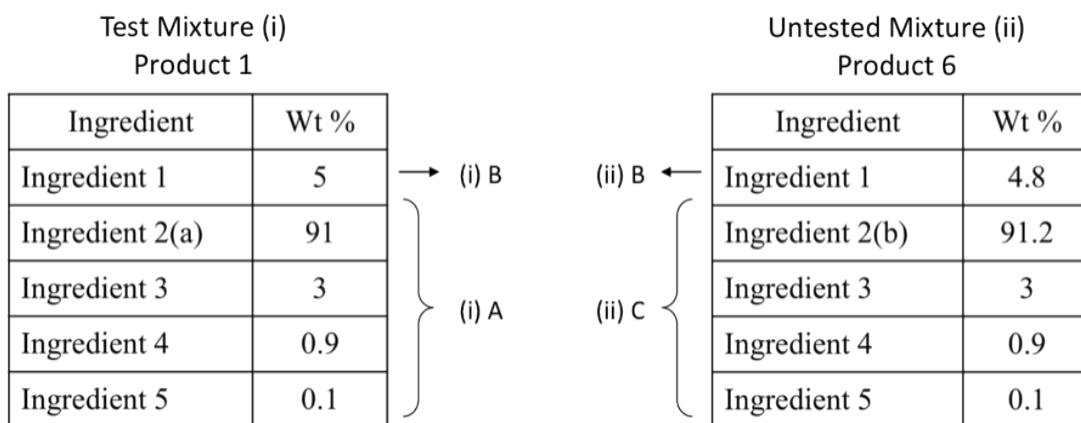 Test Mixture (i)
Product 1
Ingredient Wt %
Ingredient 1 5
Ingredient 2(a) 91
Ingredient 3 3
Ingredient 4 0.9
Ingredient 5 0.1
(i) B
(i) A
Untested Mixture (ii)
Product 6
(ii) B
(ii) C
Ingredient Wt %
Ingredient 1 4.8
Ingredient 2(b) 91.2
Ingredient 3 3
Ingredient 4 0.9
Ingredient 5 0.1